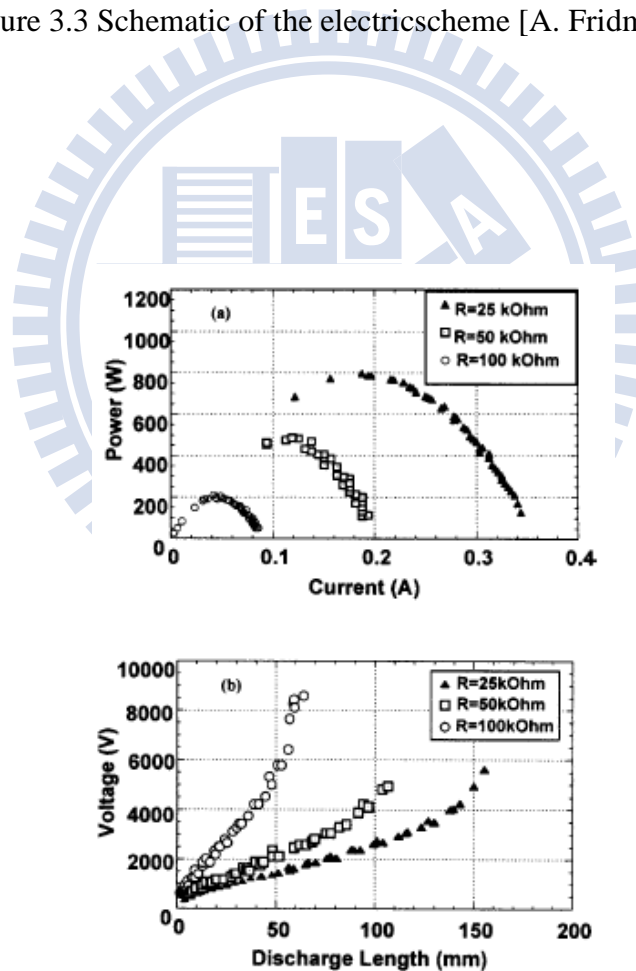 ure 3.3 Schematic of the electricscheme [A. Fridn
E S A
(a)
R=25 kOhm
R=50 kOhm
R=100 kOhm
1200
1000
800
600
400
200
0
Power (W)
0 0.1 0.2 0.3 0.4
Current (A)
(b)
R=25kOhm
R=50kOhm
R=100kOhm
10000
8000
6000
4000
2000
0
Voltage (V)
0 50 100 150 200
Discharge Length (mm)